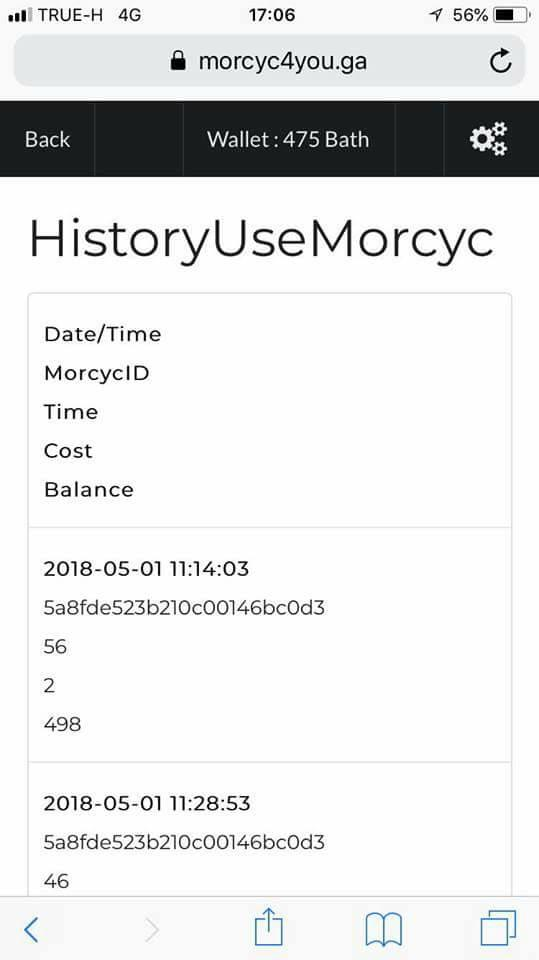 TRUE-H 4G 17:06 56%
morcyc4you.ga
Back Wallet : 475 Bath
HistoryUseMorcyc
Date/Time
MorcycID
Time
Cost
Balance
2018-05-01 11:14:03
5a8fde523b210c00146bc0d3
56
2
498
2018-05-01 11:28:53
5a8fde523b210c00146bc0d3
46